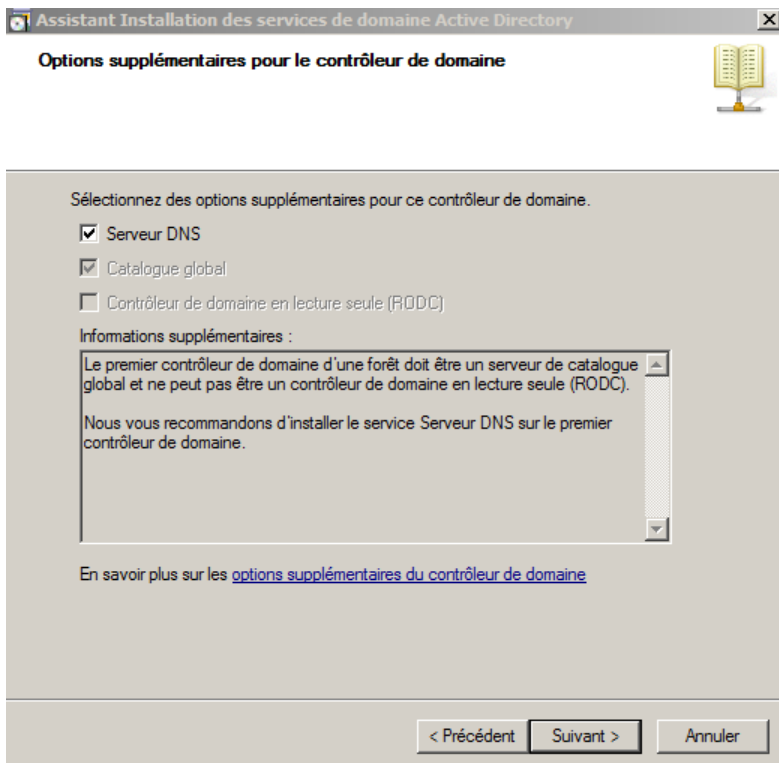 Assistant Installation des services de domaine Active Directory
Options supplémentaires pour le contrôleur de domaine
Sélectionnez des options supplémentaires pour ce contrôleur de domaine.
Serveur DNS
Catalogue global
Contrôleur de domaine en lecture seule (RODC)
Informations supplémentaires :
Le premier contrôleur de domaine d'une forêt doit être un serveur de catalogue
global et ne peut pas être un contrôleur de domaine en lecture seule (RODC).
Nous vous recommandons d'installer le service Serveur DNS sur le premier
contrôleur de domaine.
En savoir plus sur les options supplémentaires du contrôleur de domaine
< Précédent Suivant > Annuler